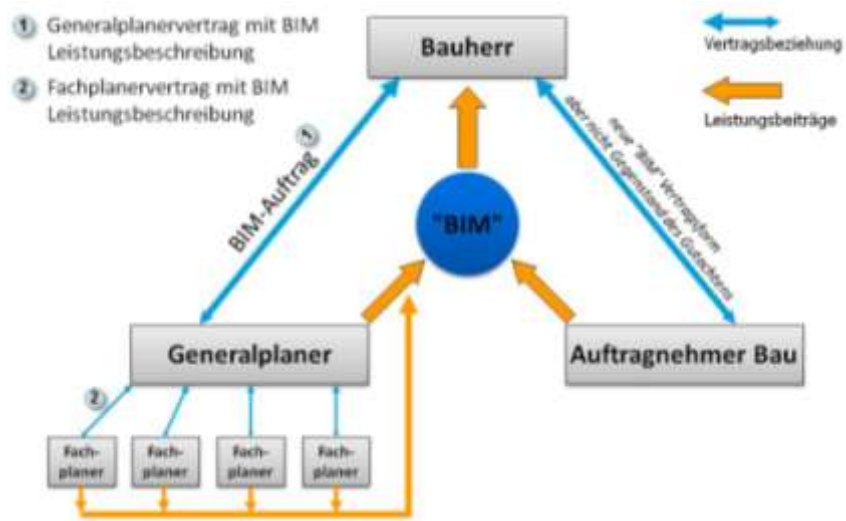 1 Generalplanervertrag mit BIM
Leistungsbeschreibung
2 Fachplanervertrag mit BIM
Leistungsbeschreibung
Bauherr
Vertragsbeziehung
Leistungsbeiträge
BIM-Auftrag 1
neue "BIM" Vertragsform
aber nicht Gegenstand des Gutachtens
"BIM"
Generalplaner
Auftragnehmer Bau
2
Fach-
planer
Fach-
planer
Fach-
planer
Fach-
planer